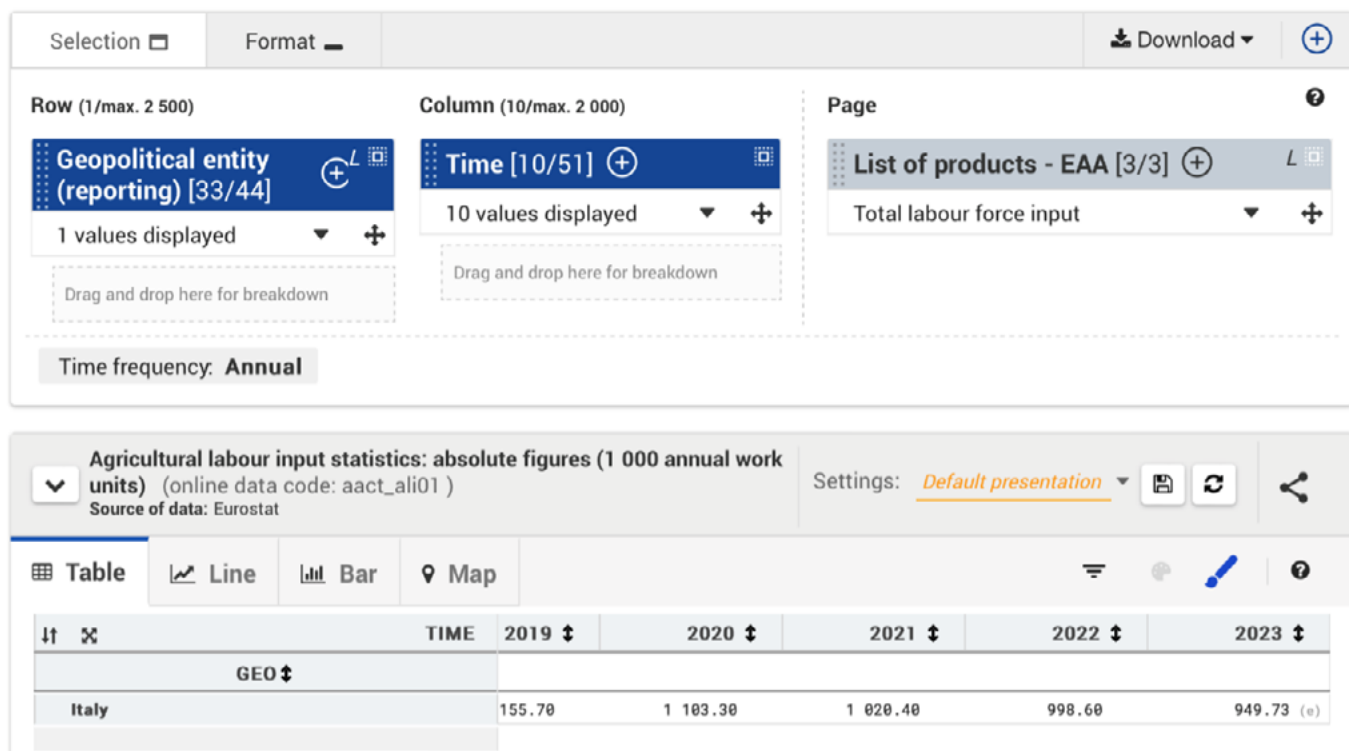 Selection
Format
Download
Row (1/max. 2 500)
Column (10/max. 2 000)
Page
Geopolitical entity
(reporting) [33/44]
L
1 values displayed
Drag and drop here for breakdown
Time [10/51]
10 values displayed
Drag and drop here for breakdown
List of products - EAA [3/3]
L
Total labour force input
Time frequency: Annual
Agricultural labour input statistics: absolute figures (1 000 annual work
units) (online data code: aact_ali01 )
Source of data: Eurostat
Settings: Default presentation
Table
Line
Bar
Map
TIME 2019 2020 2021 2022 2023
GEO
Italy 155.70 1 103.30 1 020.40 998.60 949.73 (e)